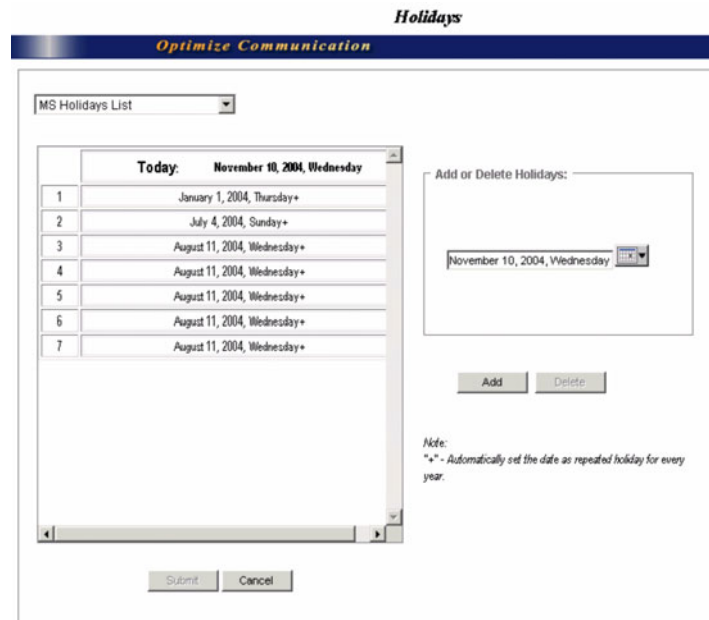 Holidays
Optimize Communication
MS Holidays List
Today: November 10, 2004, Wednesday
1 January 1, 2004, Thursday+
2 July 4, 2004, Sunday+
3 August 11, 2004, Wednesday+
4 August 11, 2004, Wednesday+
5 August 11, 2004, Wednesday+
6 August 11, 2004, Wednesday+
7 August 11, 2004, Wednesday+
Submit Cancel
Add or Delete Holidays:
November 10, 2004, Wednesday
Add Delete
Note:
"+" - Automatically set the date as repeated holiday for every
year.